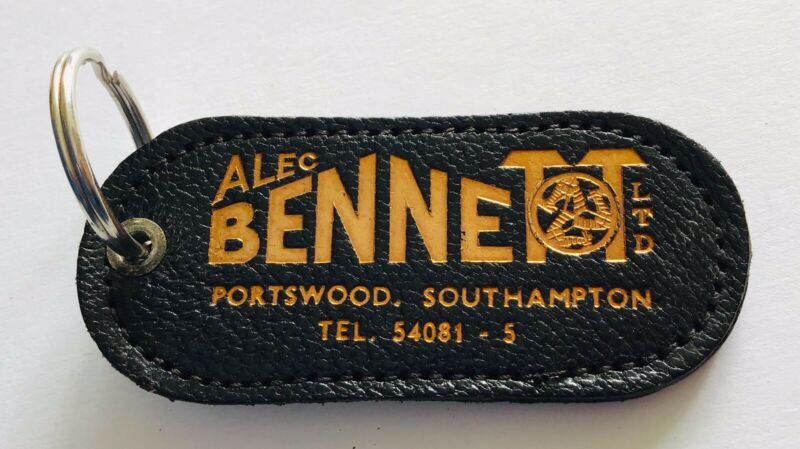 ALEC
BENNETT LTD
PORTSWOOD, SOUTHAMPTON
TEL. 54081 - 5